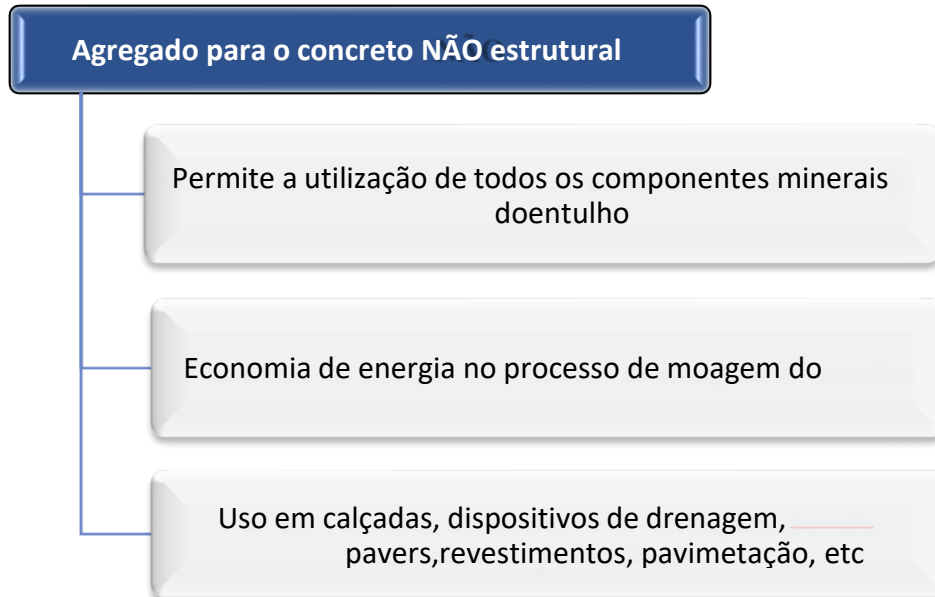 Agregado para o concreto NÃO estrutural
Permite a utilização de todos os componentes minerais
doentulho
Economia de energia no processo de moagem do
Uso em calçadas, dispositivos de drenagem,
pavers,revestimentos, pavimetação, etc